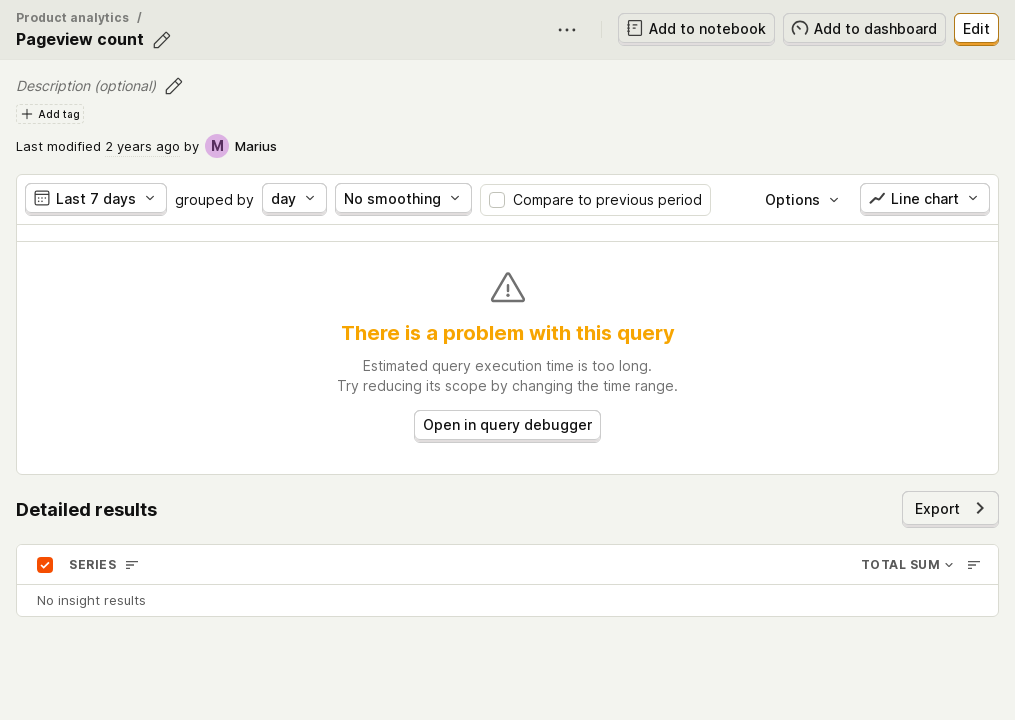 Product analytics /
Pageview count
Add to notebook
Add to dashboard
Edit
Description (optional)
Add tag
Last modified 2 years ago by M Marius
Last 7 days grouped by day No smoothing Compare to previous period Options Line chart
There is a problem with this query
Estimated query execution time is too long.
Try reducing its scope by changing the time range.
Open in query debugger
Detailed results
Export
SERIES TOTAL SUM
No insight results